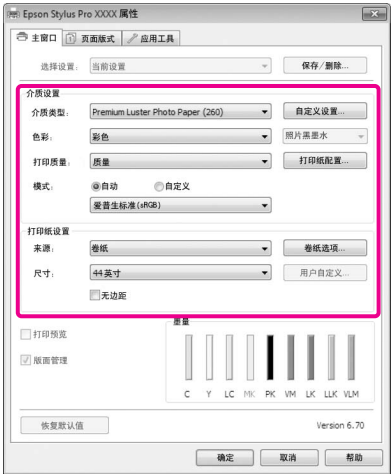 Epson Stylus Pro XXXX 属性
主窗口 页面版式 应用工具
选择设置： 当前设置 保存/删除...
介质设置
介质类型： Premium Luster Photo Paper (260) 自定义设置...
色彩： 彩色 照片黑墨水
打印质量： 质量 打印纸配置...
模式： 自动 自定义
爱普生标准(sRGB)
打印纸设置
来源： 卷纸 卷纸选项...
尺寸： 44英寸 用户自定义...
无边距
打印预览
版面管理
墨量
C Y LC MK PK VM LK LLK VLM
恢复默认值 Version 6.70
确定 取消 帮助